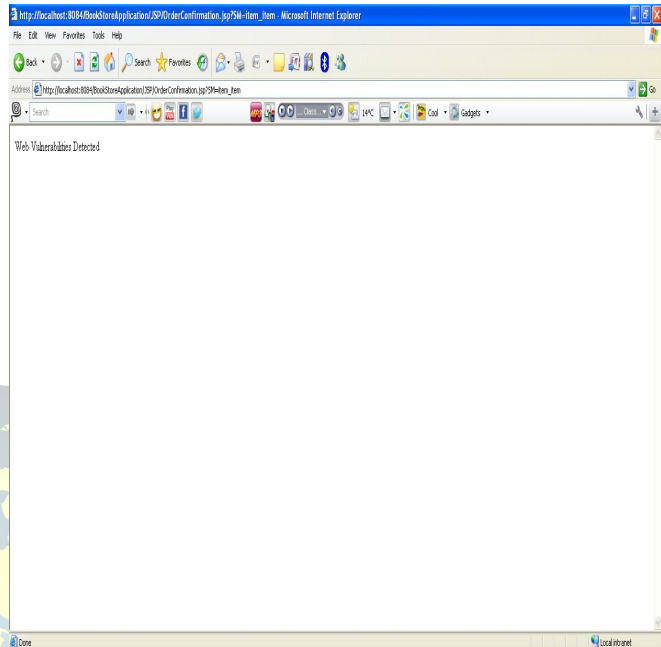 http://localhost:8084/BookStoreApplication/JSP/OrderConfirmation.jsp?SM=item_item - Microsoft Internet Explorer
File Edit View Favorites Tools Help
Back Search Favorites
Address http://localhost:8084/BookStoreApplication/JSP/OrderConfirmation.jsp?SM=item_item Go
Search 14°C Cool Gadgets
Web Vulnerabilities Detected
Done Local intranet